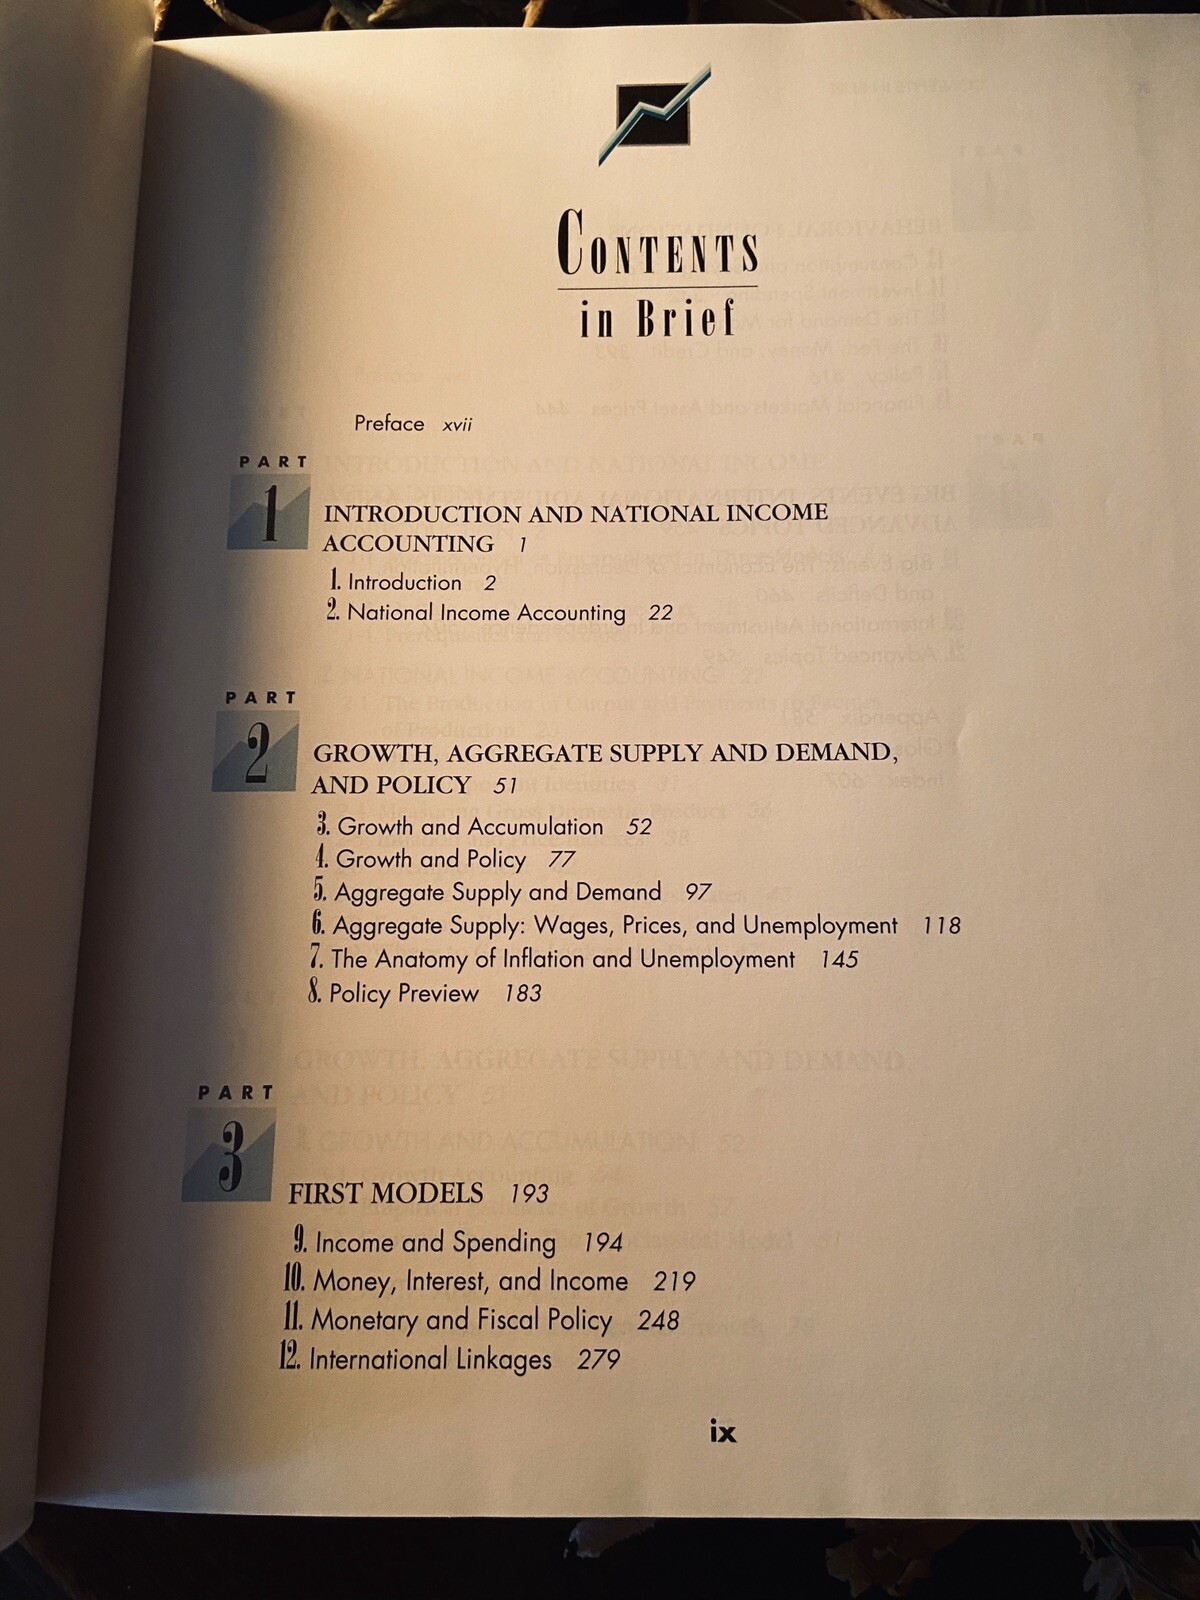 CONTENTS
in Brief
Preface xvii
PART
1
INTRODUCTION AND NATIONAL INCOME
ACCOUNTING 1
1. Introduction 2
2. National Income Accounting 22
PART
2
GROWTH, AGGREGATE SUPPLY AND DEMAND,
AND POLICY 51
3. Growth and Accumulation 52
4. Growth and Policy 77
5. Aggregate Supply and Demand 97
6. Aggregate Supply: Wages, Prices, and Unemployment 118
7. The Anatomy of Inflation and Unemployment 145
8. Policy Preview 183
PART
3
FIRST MODELS 193
9. Income and Spending 194
10. Money, Interest, and Income 219
11. Monetary and Fiscal Policy 248
12. International Linkages 279
ix